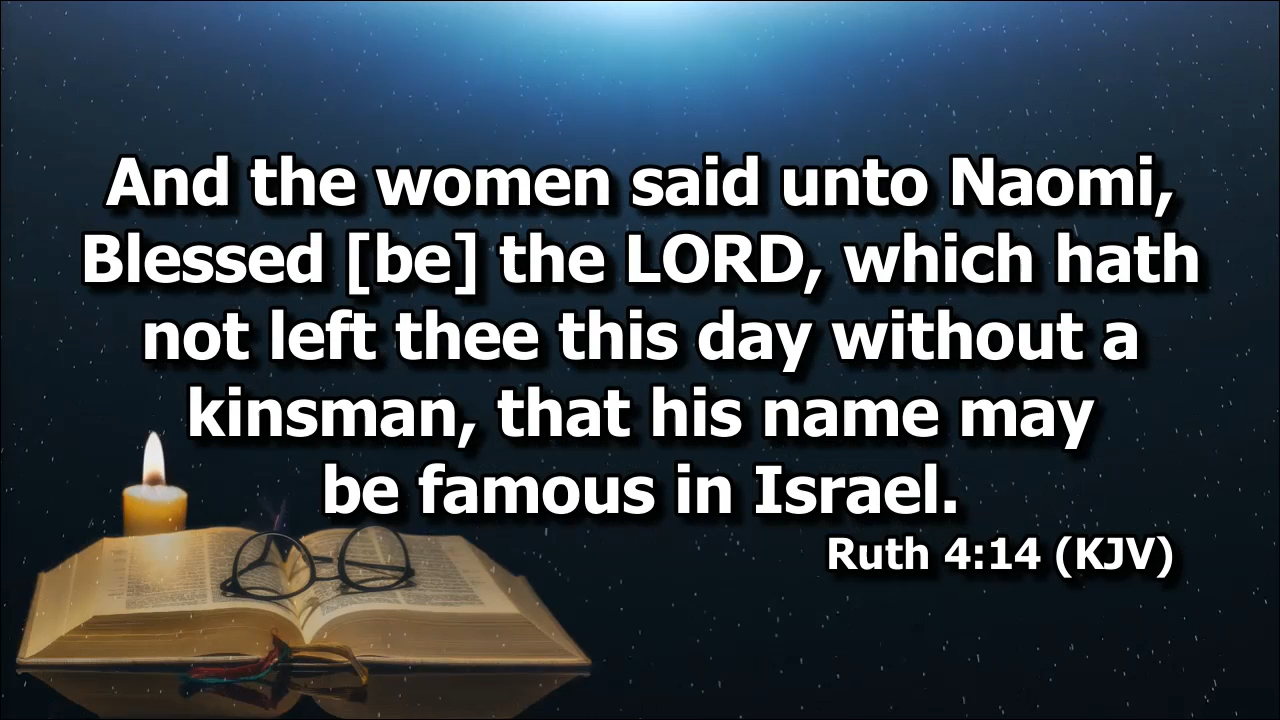 And the women said unto Naomi,
Blessed [be] the LORD, which hath
not left thee this day without a
kinsman, that his name may
be famous in Israel.
Ruth 4:14 (KJV)